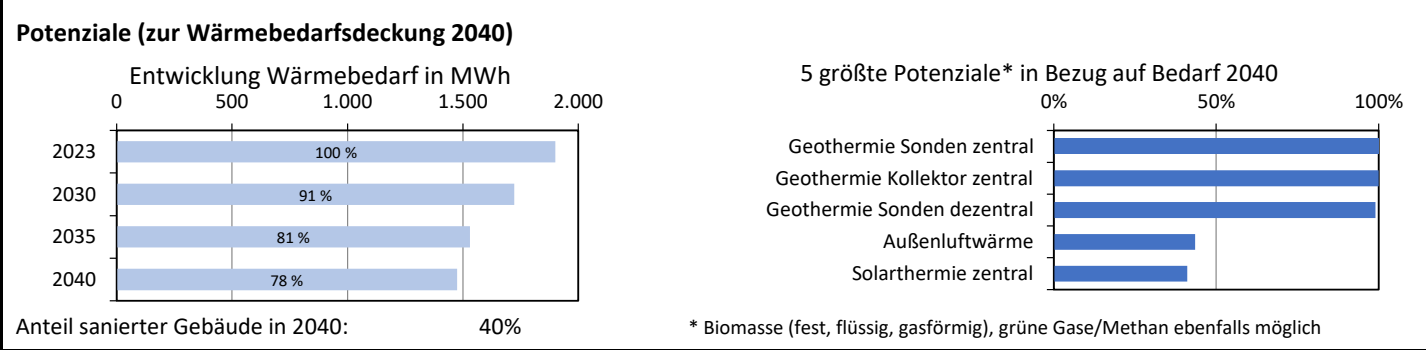 Potenziale (zur Wärmebedarfsdeckung 2040)
Entwicklung Wärmebedarf in MWh
0 500 1.000 1.500 2.000
2023 100 %
2030 91 %
2035 81 %
2040 78 %
Anteil sanierter Gebäude in 2040: 40%
5 größte Potenziale* in Bezug auf Bedarf 2040
0% 50% 100%
Geothermie Sonden zentral
Geothermie Kollektor zentral
Geothermie Sonden dezentral
Außenluftwärme
Solarthermie zentral
* Biomasse (fest, flüssig, gasförmig), grüne Gase/Methan ebenfalls möglich